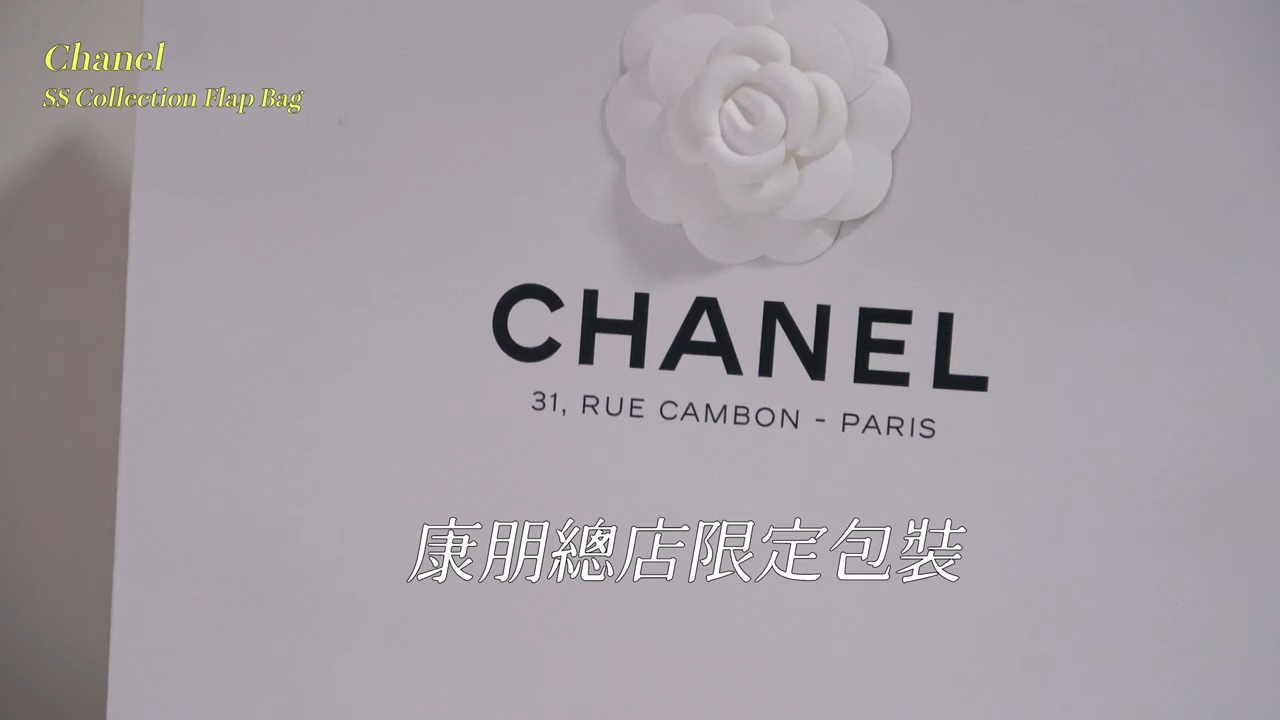 Chanel
SS Collection Flap Bag
CHANEL
31, RUE CAMBON - PARIS
康朋總店限定包裝